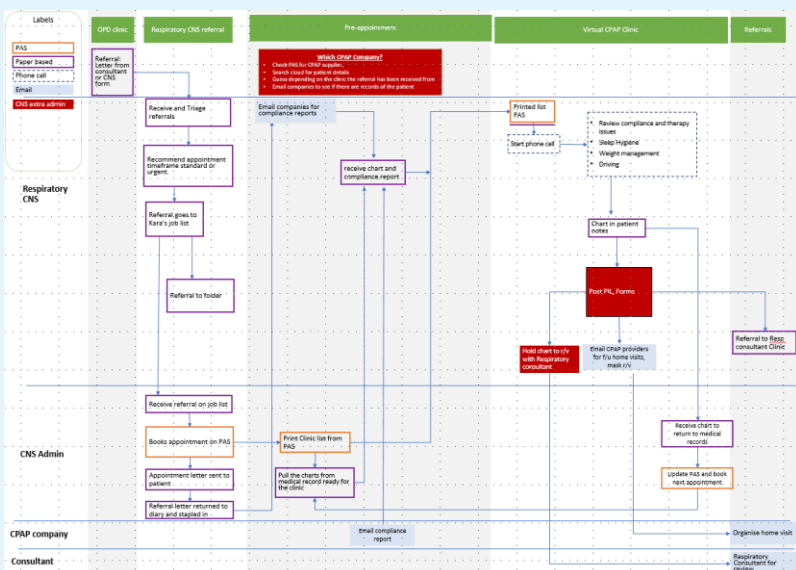 Labels
PAS
Paper based
Phone call
Email
CNS extra admin
OPD clinic
Respiratory CNS referral
Pre-appoinment
Virtual CPAP Clinic
Referrals
Referral:
Letter from
consultant
or CNS
form
Which CPAP Company?
Check PAS for CPAP supplier,
Search cloud for patient details
Guess depending on the clinic the referral has been received from
Email companies to see if there are records of the patient
Respiratory
CNS
Receive and Triage
referrals
Recommend appointment
timeframe standard or
urgent.
Referral goes to
Kara's job list
Referral to folder
Email companies for
compliance reports
receive chart and
compliance report
Printed list
PAS
Start phone call
Review compliance and therapy
issues
Sleep Hygiene
Weight management
Driving
Chart in patient
notes
Post PIL, Forms
Hold chart to r/v
with Respiratory
consultant
Email CPAP providers
for f/u home visits,
mask r/v
Referral to Resp
consultant Clinic
CNS Admin
Receive referral on job list
Books appointment on PAS
Appointment letter sent to
patient
Referral letter returned to
diary and stapled in
Print Clinic list from
PAS
Pull the charts from
medical record ready for
the clinic
Receive chart to
return to medical
records
Update PAS and book
next appointment.
CPAP company
Email compliance
report
Organise home visit
Consultant
Respiratory
Consultant for
review